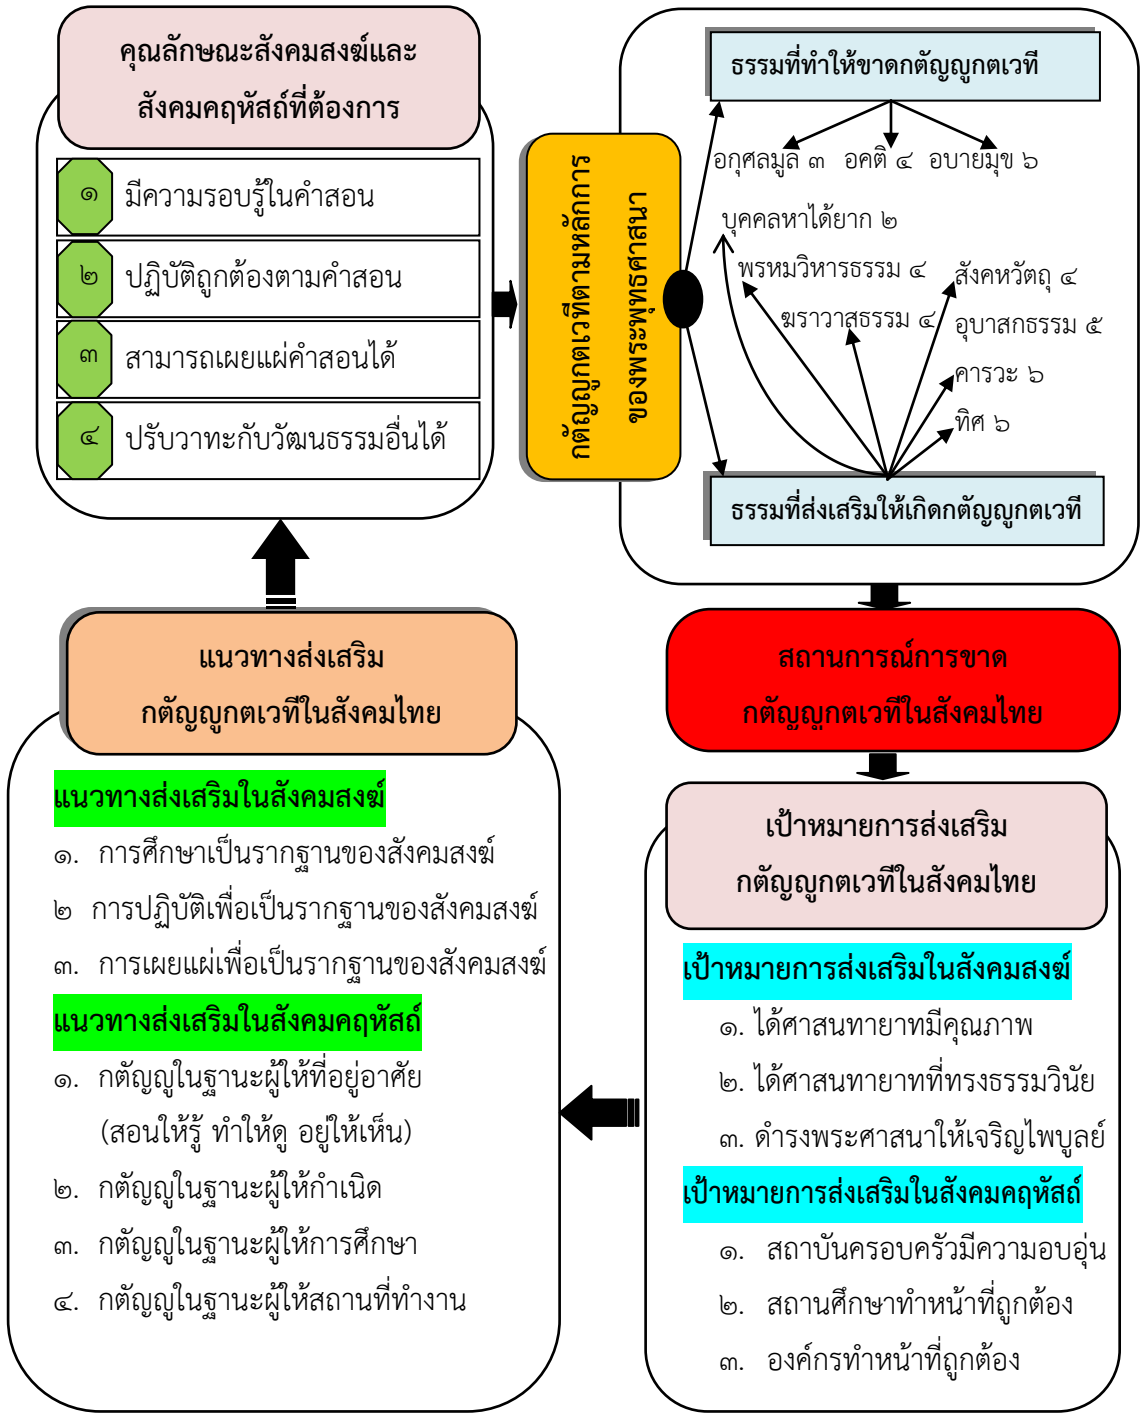 คุณลักษณะสังคมสงฆ์และ
สังคมคฤหัสถ์ที่ต้องการ
๑ มีความรอบรู้ในคำสอน
๒ ปฏิบัติถูกต้องตามคำสอน
๓ สามารถเผยแผ่คำสอนได้
๔ ปรับวาทะกับวัฒนธรรมอื่นได้
กตัญญูกตเวทีตามหลักการ
ของพระพุทธศาสนา
ธรรมที่ทำให้ขาดกตัญญูกตเวที
อกุศลมูล ๓ อคติ ๔ อบายมุข ๖
บุคคลหาได้ยาก ๒
พรหมวิหารธรรม ๔ สังคหวัตถุ ๔
ฆราวาสธรรม ๔ อุบาสกธรรม ๕
คารวะ ๖
ทิศ ๖
ธรรมที่ส่งเสริมให้เกิดกตัญญูกตเวที
สถานการณ์การขาด
กตัญญูกตเวทีในสังคมไทย
เป้าหมายการส่งเสริม
กตัญญูกตเวทีในสังคมไทย
เป้าหมายการส่งเสริมในสังคมสงฆ์
๑. ได้ศาสนทายาทมีคุณภาพ
๒. ได้ศาสนทายาทที่ทรงธรรมวินัย
๓. ดำรงพระศาสนาให้เจริญไพบูลย์
เป้าหมายการส่งเสริมในสังคมคฤหัสถ์
๑. สถาบันครอบครัวมีความอบอุ่น
๒. สถานศึกษาทำหน้าที่ถูกต้อง
๓. องค์กรทำหน้าที่ถูกต้อง
แนวทางส่งเสริม
กตัญญูกตเวทีในสังคมไทย
แนวทางส่งเสริมในสังคมสงฆ์
๑. การศึกษาเป็นรากฐานของสังคมสงฆ์
๒ การปฏิบัติเพื่อเป็นรากฐานของสังคมสงฆ์
๓. การเผยแผ่เพื่อเป็นรากฐานของสังคมสงฆ์
แนวทางส่งเสริมในสังคมคฤหัสถ์
๑. กตัญญูในฐานะผู้ให้ที่อยู่อาศัย
(สอนให้รู้ ทำให้ดู อยู่ให้เห็น)
๒. กตัญญูในฐานะผู้ให้กำเนิด
๓. กตัญญูในฐานะผู้ให้การศึกษา
๔. กตัญญูในฐานะผู้ให้สถานที่ทำงาน